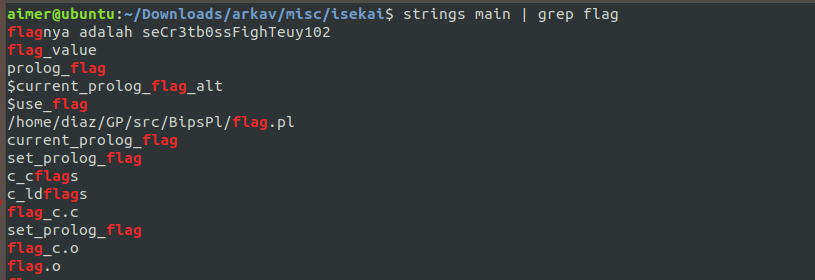 aimer@ubuntu:~/Downloads/arkav/misc/isekai$ strings main | grep flag
flagnya adalah seCr3tb0ssFighTeuy102
flag_value
prolog_flag
$current_prolog_flag_alt
$use_flag
/home/diaz/GP/src/BipsPl/flag.pl
current_prolog_flag
set_prolog_flag
c_cflags
c_ldflags
flag_c.c
set_prolog_flag
flag_c.o
flag.o